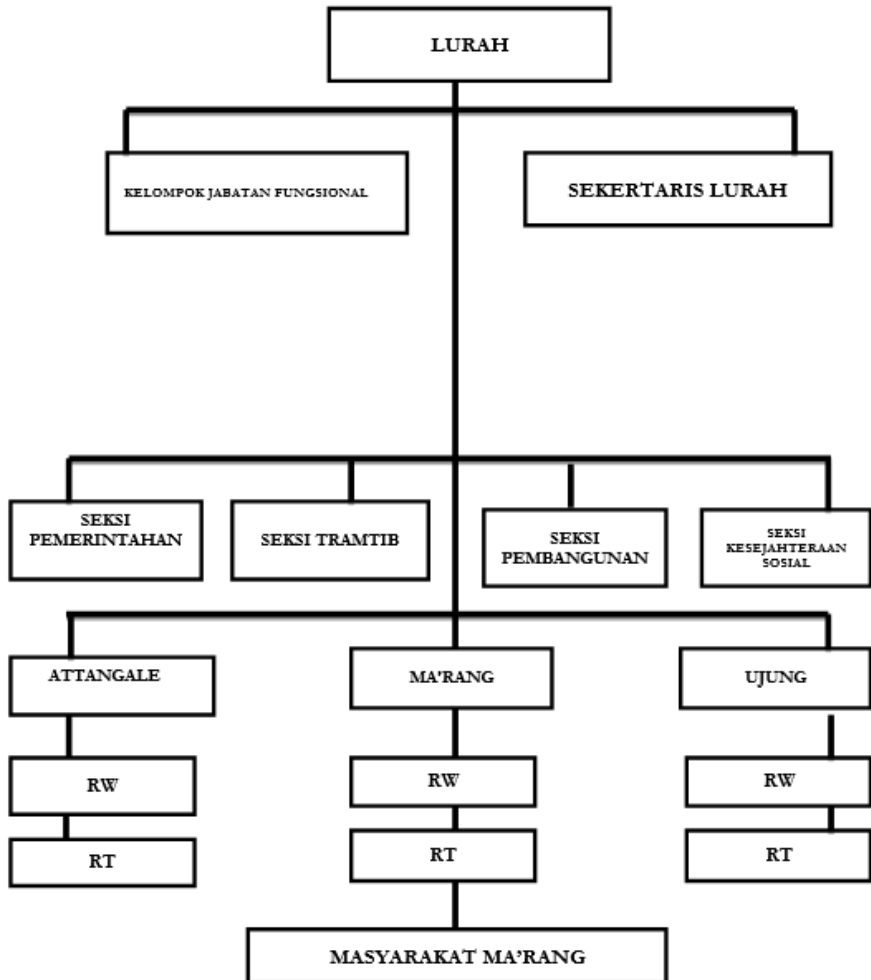 LURAH
KELOMPOK JABATAN FUNGSIONAL
SEKERTARIS LURAH
SEKSI
PEMERINTAHAN
SEKSI TRAMTIB
SEKSI
PEMBANGUNAN
SEKSI
KESEJAHTERAAN
SOSIAL
ATTANGALE
MA'RANG
UJUNG
RW
RW
RW
RT
RT
RT
MASYARAKAT MA'RANG